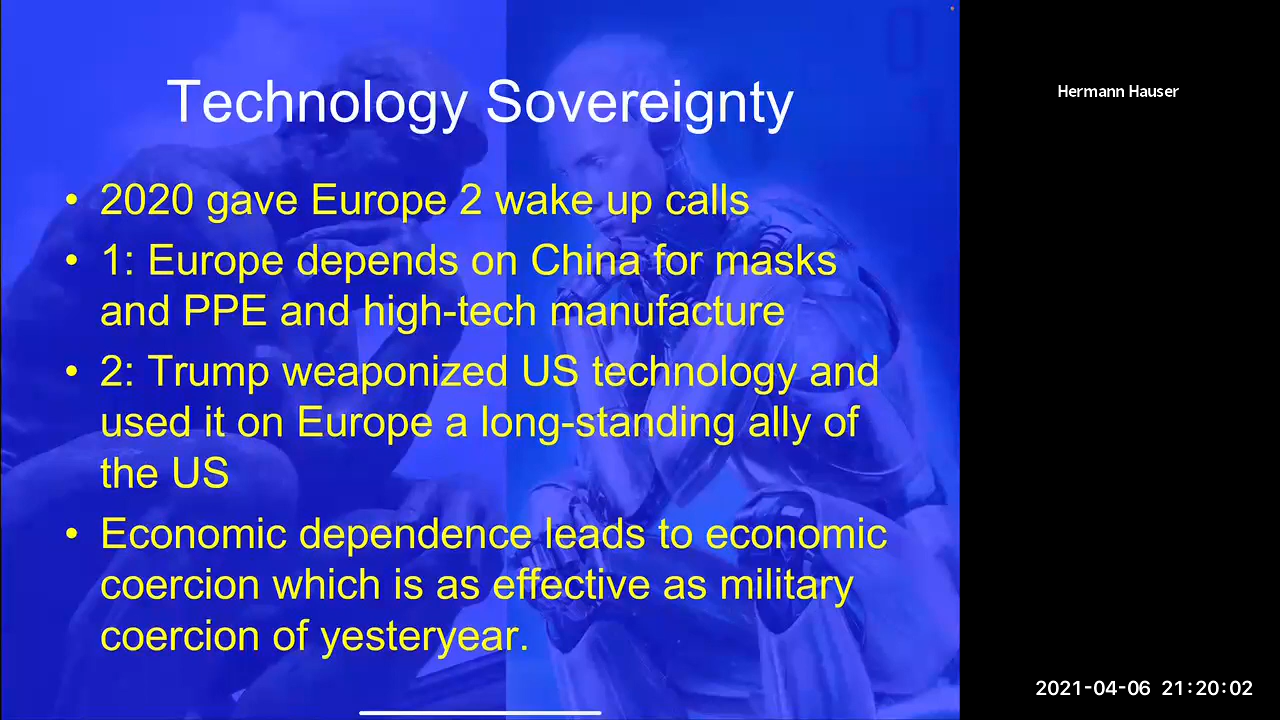 Technology Sovereignty
• 2020 gave Europe 2 wake up calls
• 1: Europe depends on China for masks
and PPE and high-tech manufacture
• 2: Trump weaponized US technology and
used it on Europe a long-standing ally of
the US
• Economic dependence leads to economic
coercion which is as effective as military
coercion of yesteryear.
Hermann Hauser
2021-04-06 21:20:02